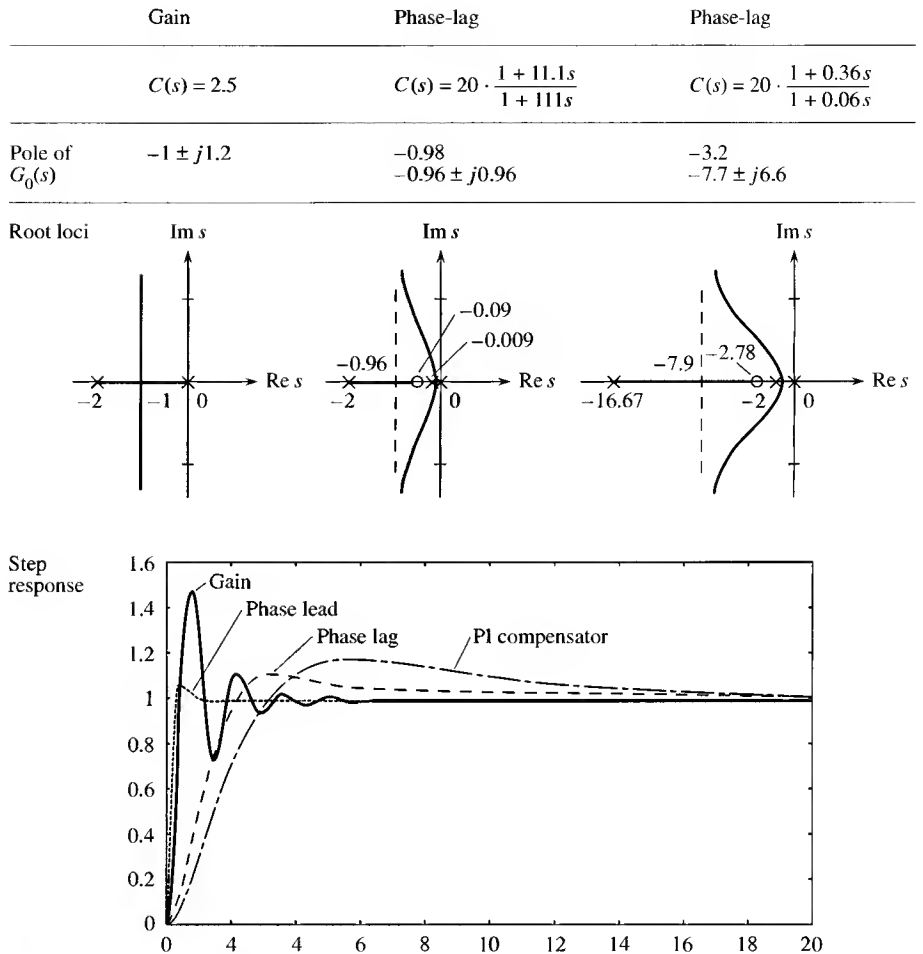 Gain Phase-lag Phase-lag
C(s) = 2.5 C(s) = 20 · (1 + 11.1s)/(1 + 111s) C(s) = 20 · (1 + 0.36s)/(1 + 0.06s)
Pole of G₀(s) −1 ± j1.2 −0.98 −3.2
−0.96 ± j0.96 −7.7 ± j6.6
Root loci Im s Im s Im s
−0.09
−0.009
−0.96 −7.9 −2.78
Re s Re s Re s
−2 −1 0 −2 0 −16.67 −2 0
Step response
1.6
Gain
1.4
Phase lead
Phase lag PI compensator
1.2
1
0.8
0.6
0.4
0.2
0
0 4 4 6 8 10 12 14 16 20